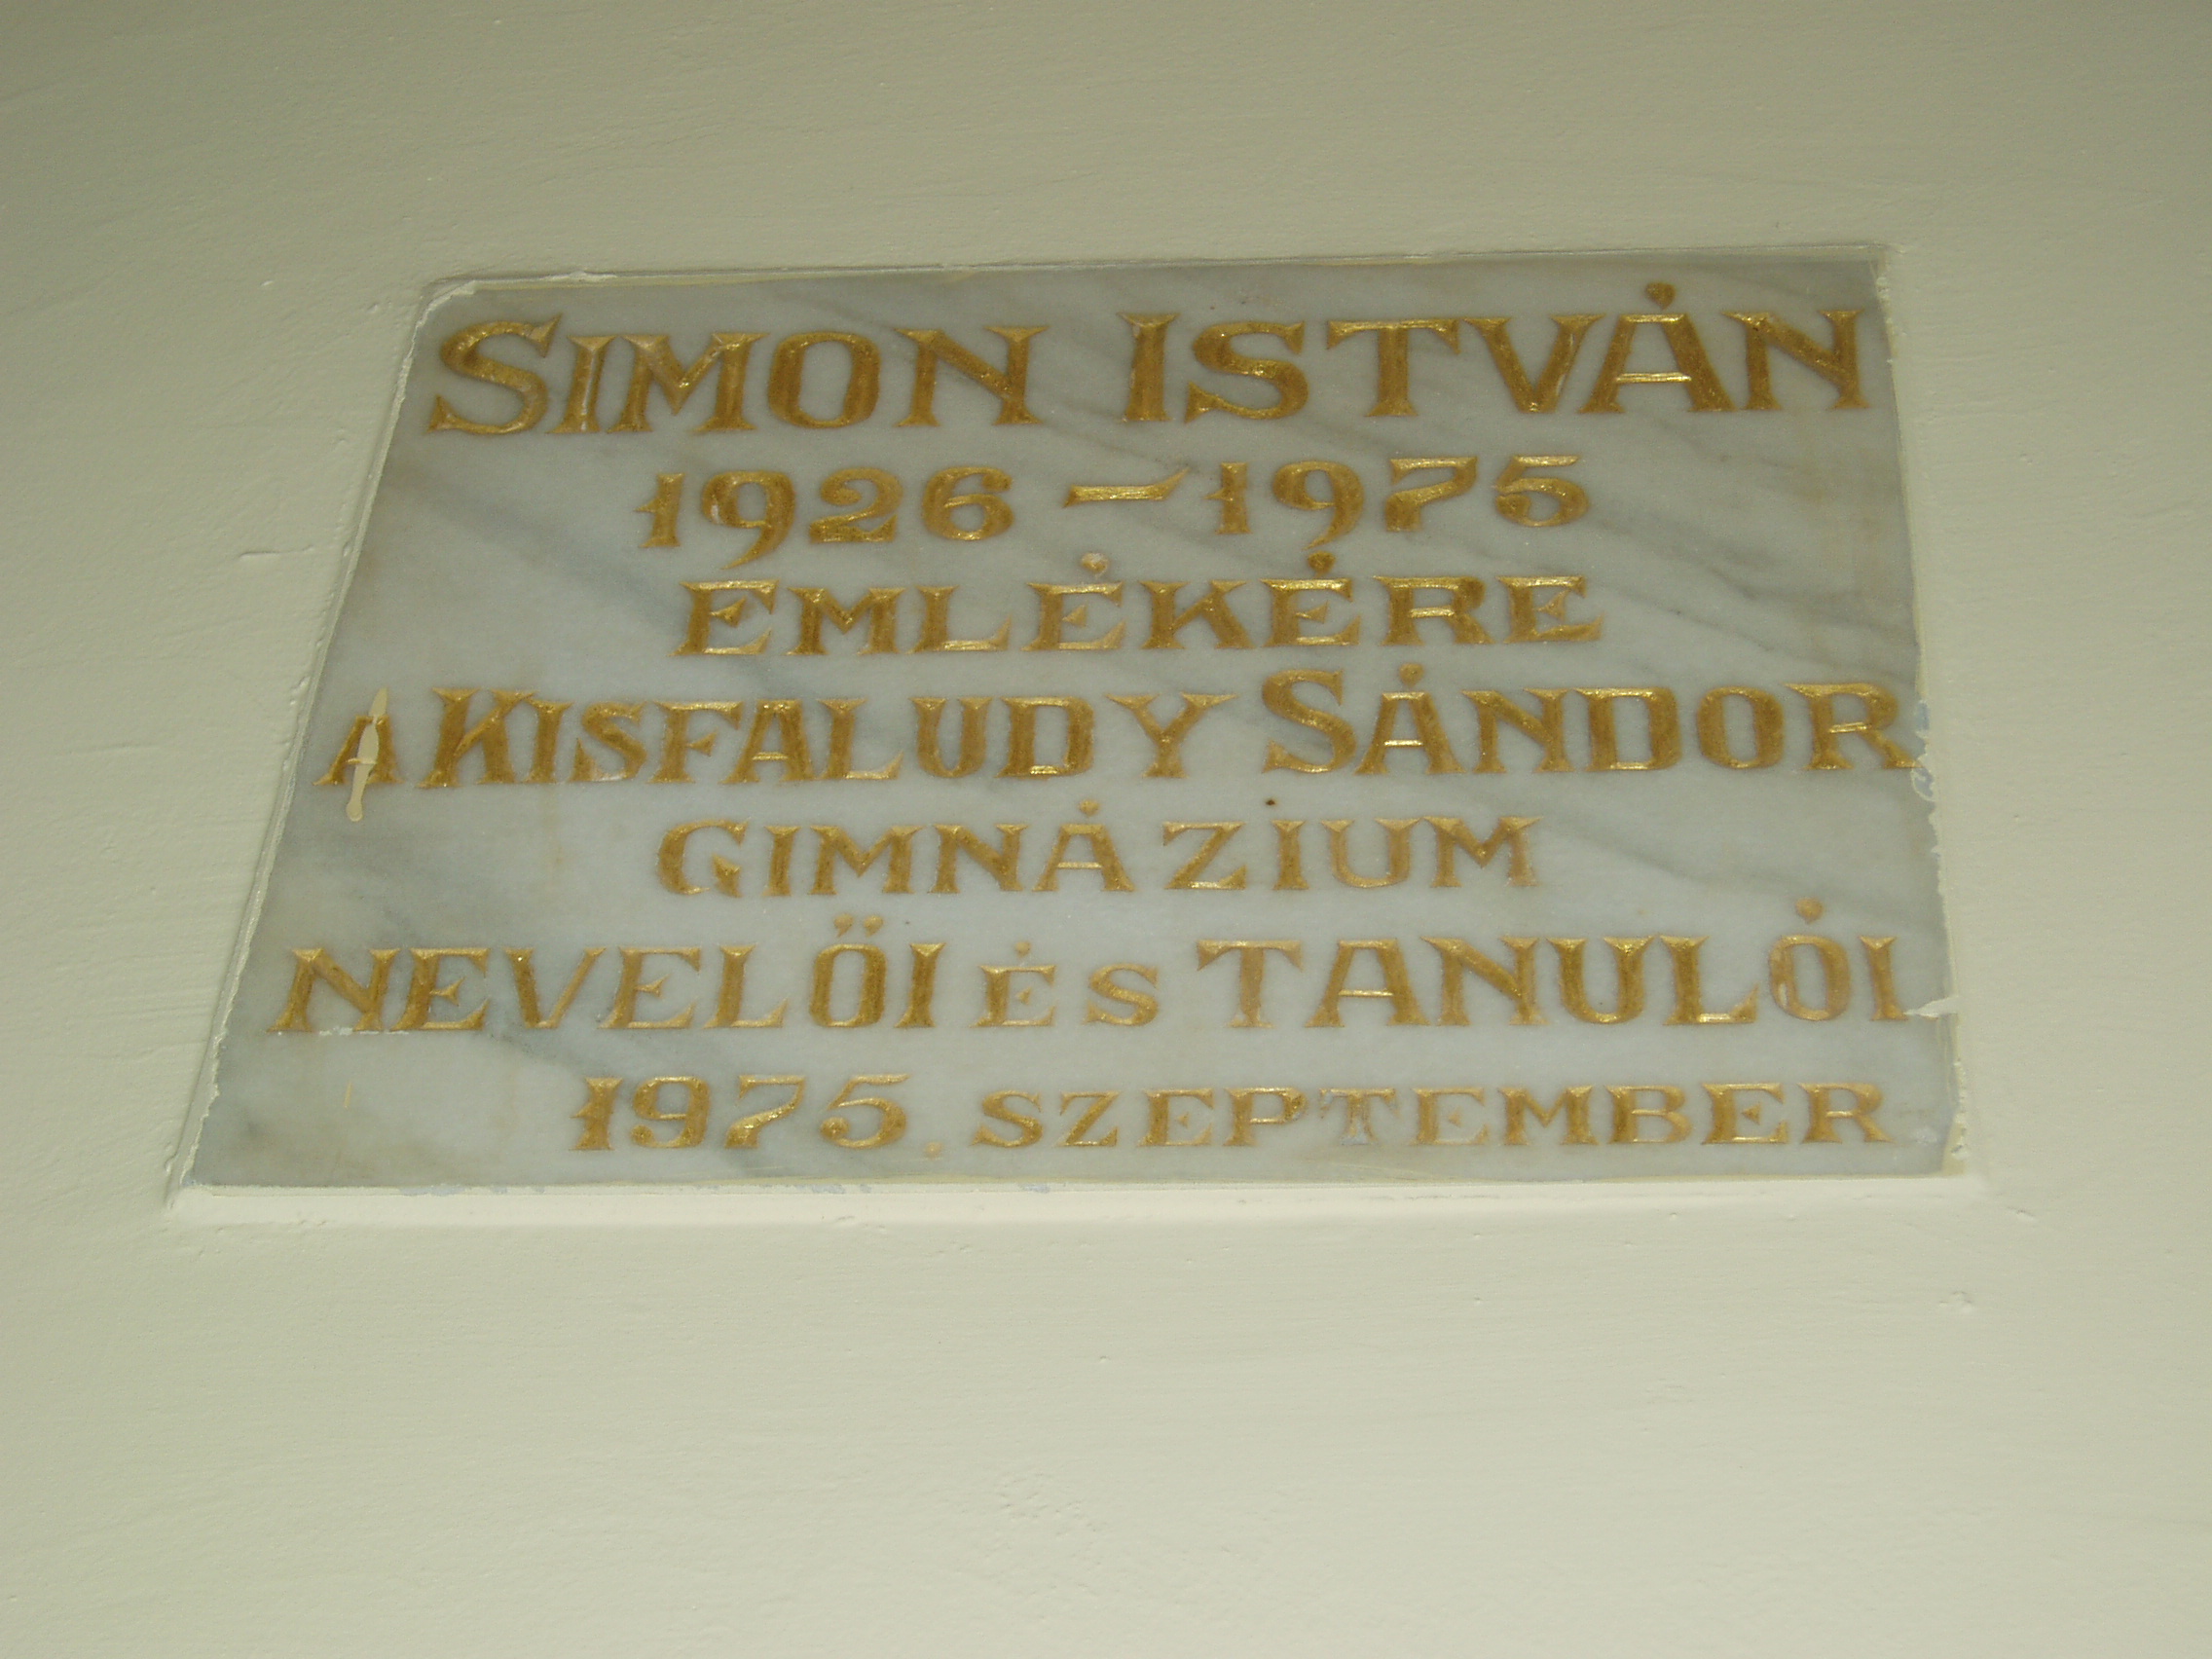 SIMON ISTVÁN
1926 – 1975
EMLÉKÉRE
A KISFALUDY SÁNDOR
GIMNÁZIUM
NEVELŐI ÉS TANULÓI
1975. SZEPTEMBER